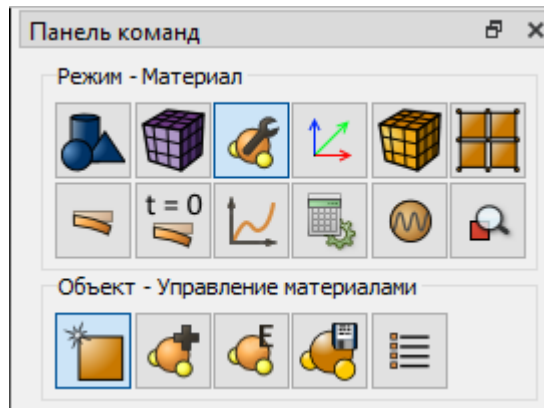 Панель команд
Режим - Материал
t = 0
Объект - Управление материалами
E